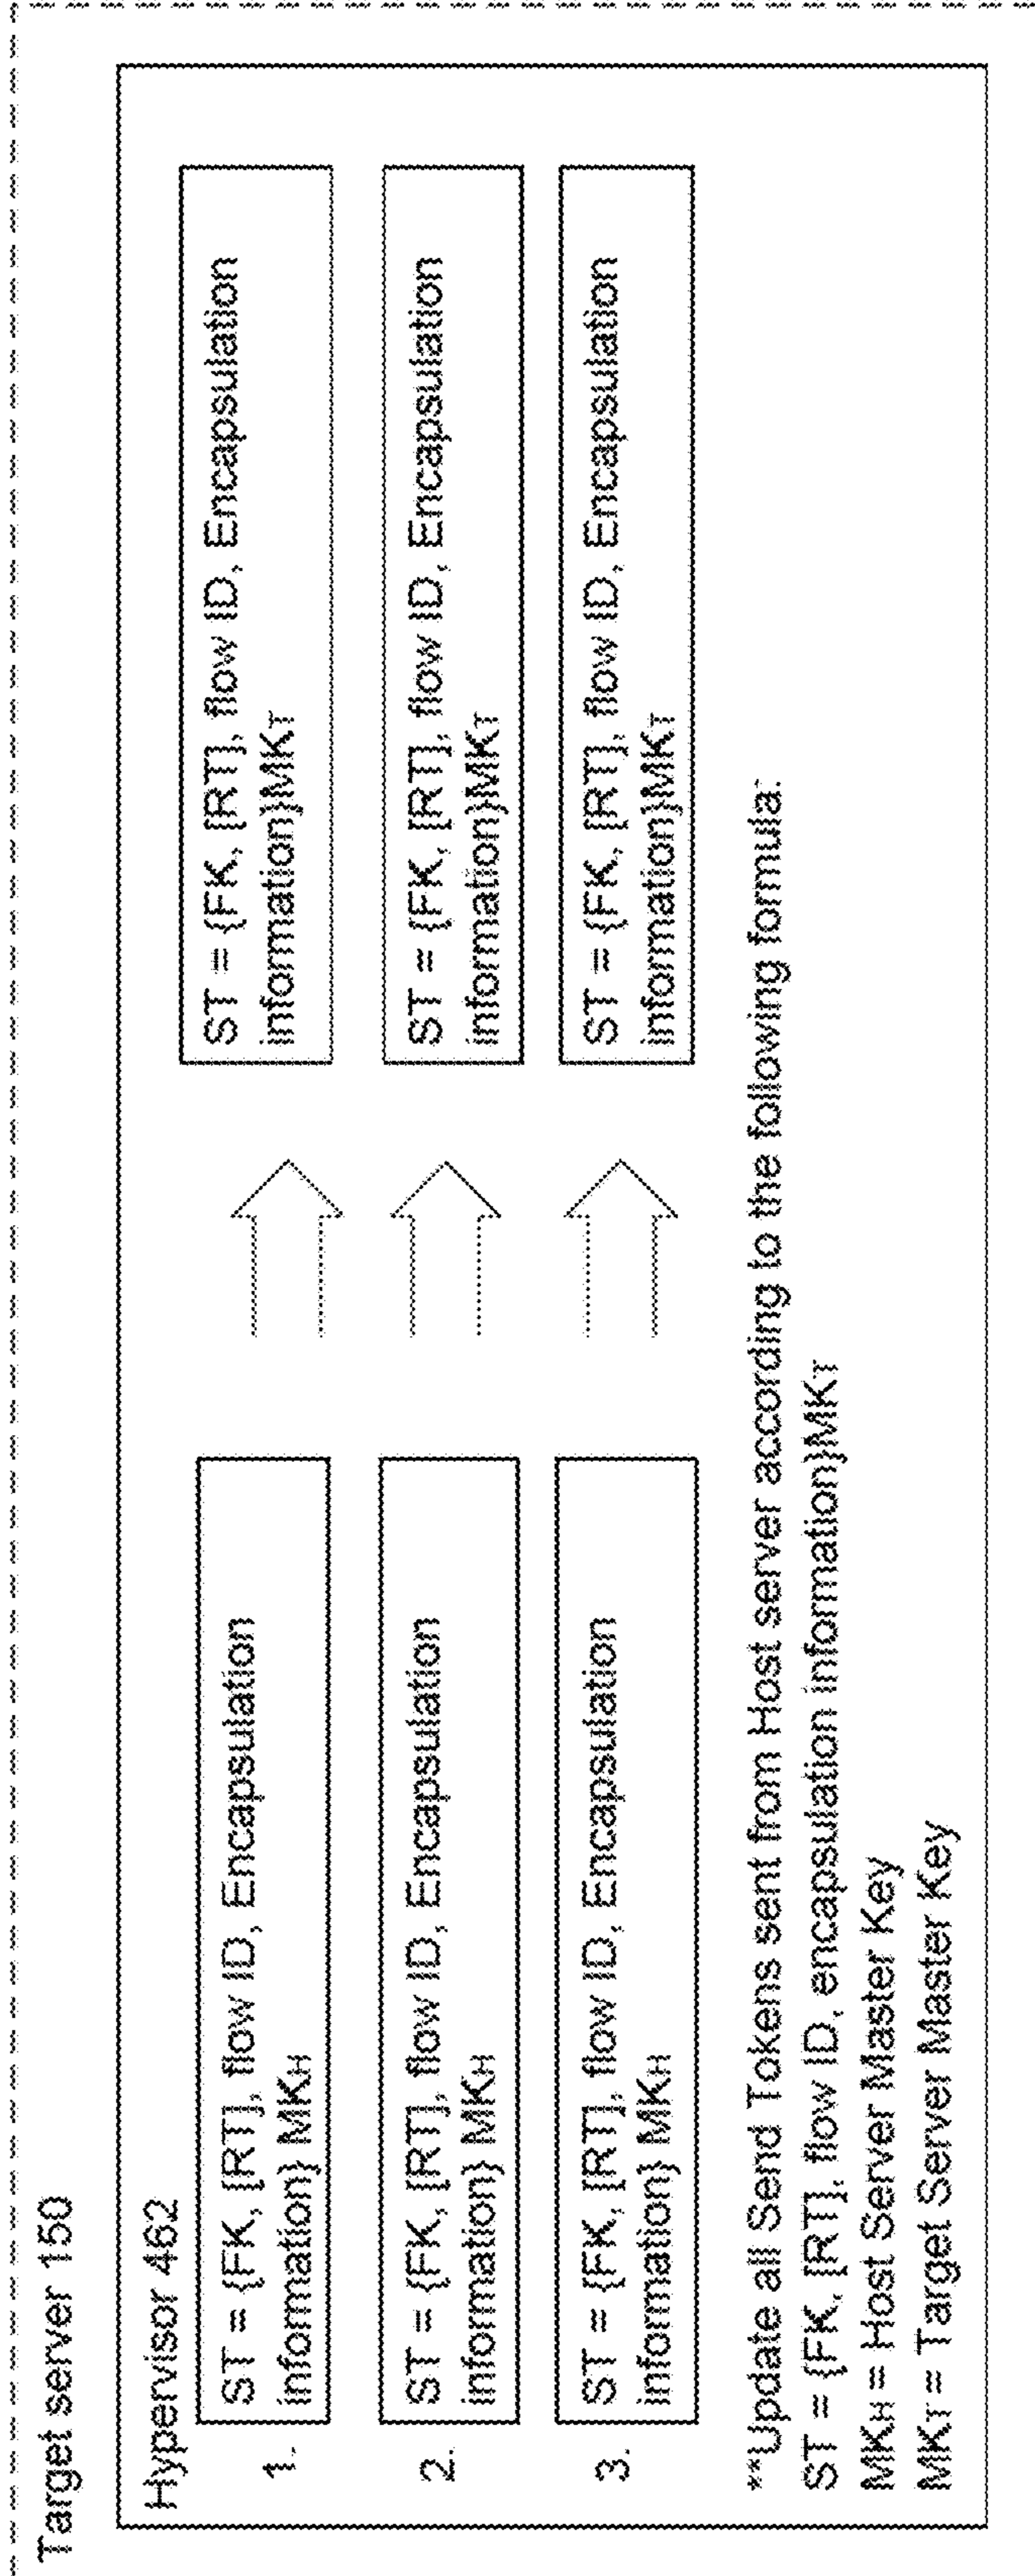 Target server 150
Hypervisor 462
1.
ST = {FK, [RT], flow ID, Encapsulation
information} MKH
ST = {FK, [RT], flow ID, Encapsulation
information}MKT
2.
ST = {FK, [RT], flow ID, Encapsulation
information} MKH
ST = {FK, [RT], flow ID, Encapsulation
information}MKT
3.
ST = {FK, [RT], flow ID, Encapsulation
information} MKH
ST = {FK, [RT], flow ID, Encapsulation
information}MKT
**Update all Send Tokens sent from Host server according to the following formula:
ST = {FK, [RT], flow ID, encapsulation information}MKT
MKH = Host Server Master Key
MKT = Target Server Master Key